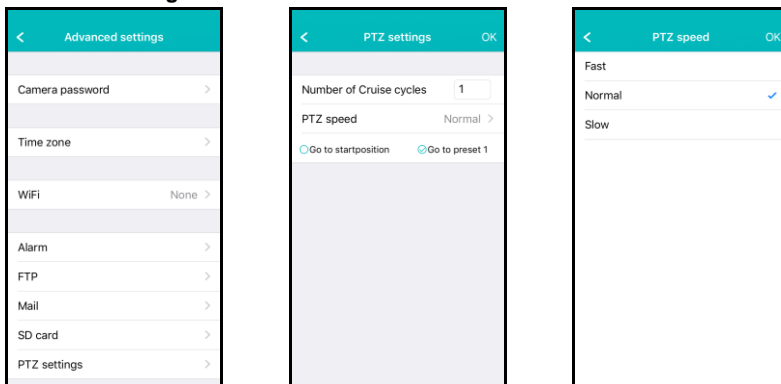 Advanced settings
Camera password
Time zone
WiFi None
Alarm
FTP
Mail
SD card
PTZ settings
PTZ settings OK
Number of Cruise cycles 1
PTZ speed Normal
Go to startposition Go to preset 1
PTZ speed OK
Fast
Normal
Slow